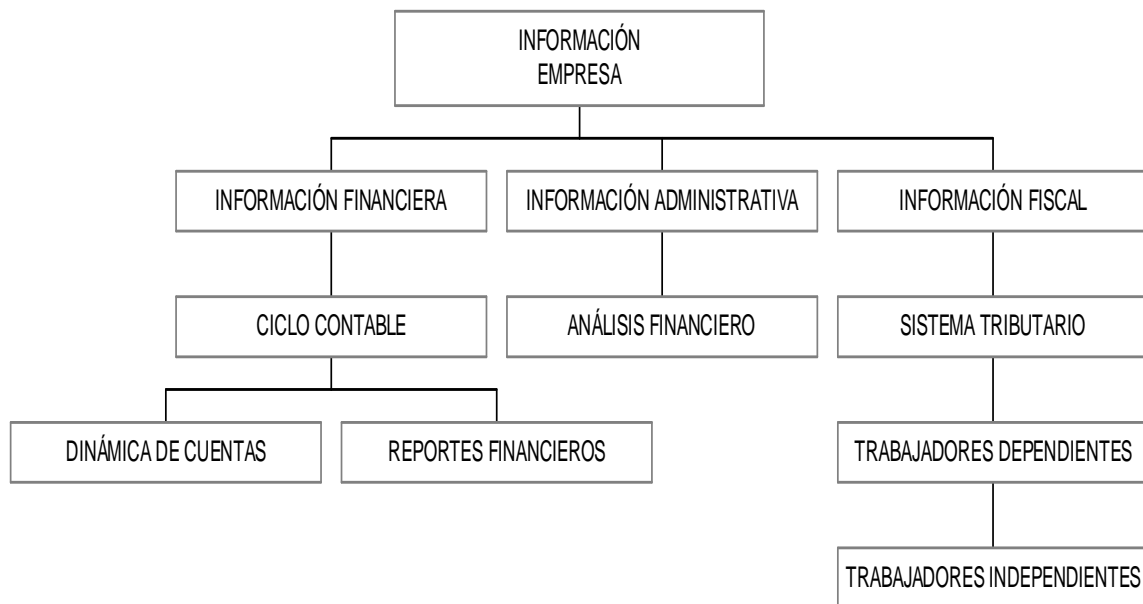 INFORMACIÓN
EMPRESA
INFORMACIÓN FINANCIERA
INFORMACIÓN ADMINISTRATIVA
INFORMACIÓN FISCAL
CICLO CONTABLE
ANÁLISIS FINANCIERO
SISTEMA TRIBUTARIO
DINÁMICA DE CUENTAS
REPORTES FINANCIEROS
TRABAJADORES DEPENDIENTES
TRABAJADORES INDEPENDIENTES